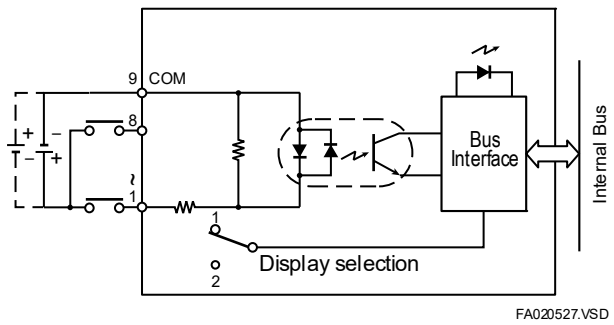 9 COM
+ −
8
− +
~
1
Bus
Interface
Internal Bus
1
Display selection
2
FA020527.VSD